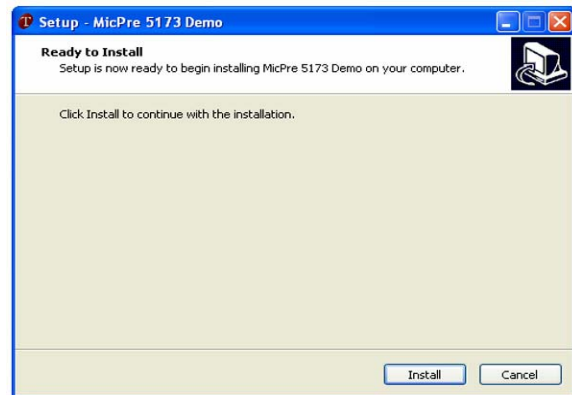 Setup - MicPre 5173 Demo
Ready to Install
Setup is now ready to begin installing MicPre 5173 Demo on your computer.
Click Install to continue with the installation.
Install Cancel